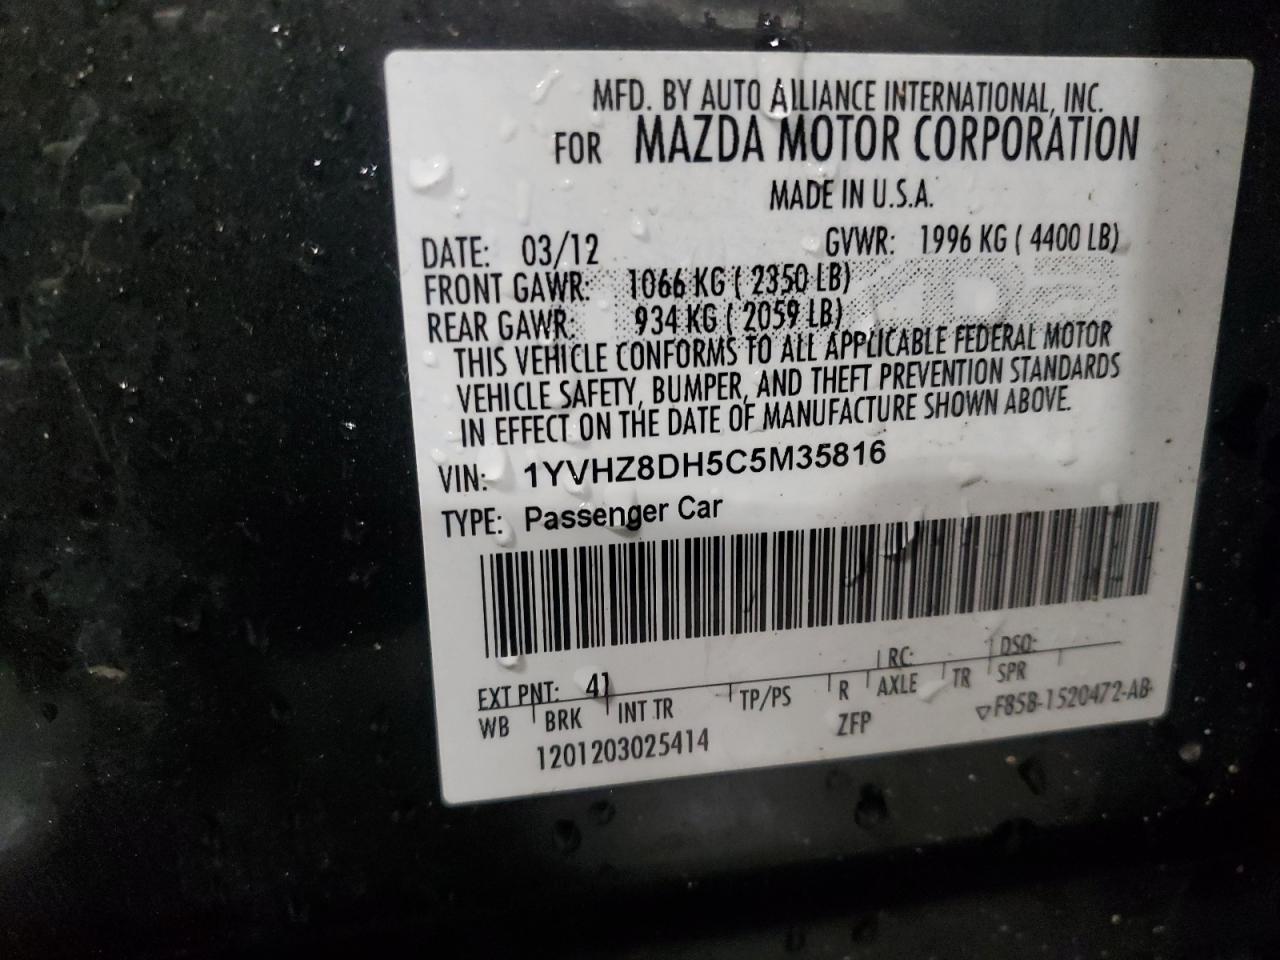 MFD. BY AUTO ALLIANCE INTERNATIONAL, INC.
FOR MAZDA MOTOR CORPORATION
MADE IN U.S.A.
DATE: 03/12 GVWR: 1996 KG ( 4400 LB)
FRONT GAWR: 1066 KG ( 2350 LB)
REAR GAWR: 934 KG ( 2059 LB)
THIS VEHICLE CONFORMS TO ALL APPLICABLE FEDERAL MOTOR
VEHICLE SAFETY, BUMPER, AND THEFT PREVENTION STANDARDS
IN EFFECT ON THE DATE OF MANUFACTURE SHOWN ABOVE.
VIN: 1YVHZ8DH5C5M35816
TYPE: Passenger Car
EXT PNT: 41 RC: DSO:
WB BRK INT TR TP/PS R AXLE TR SPR
1201203025414 ZFP F85B-1520472-AB